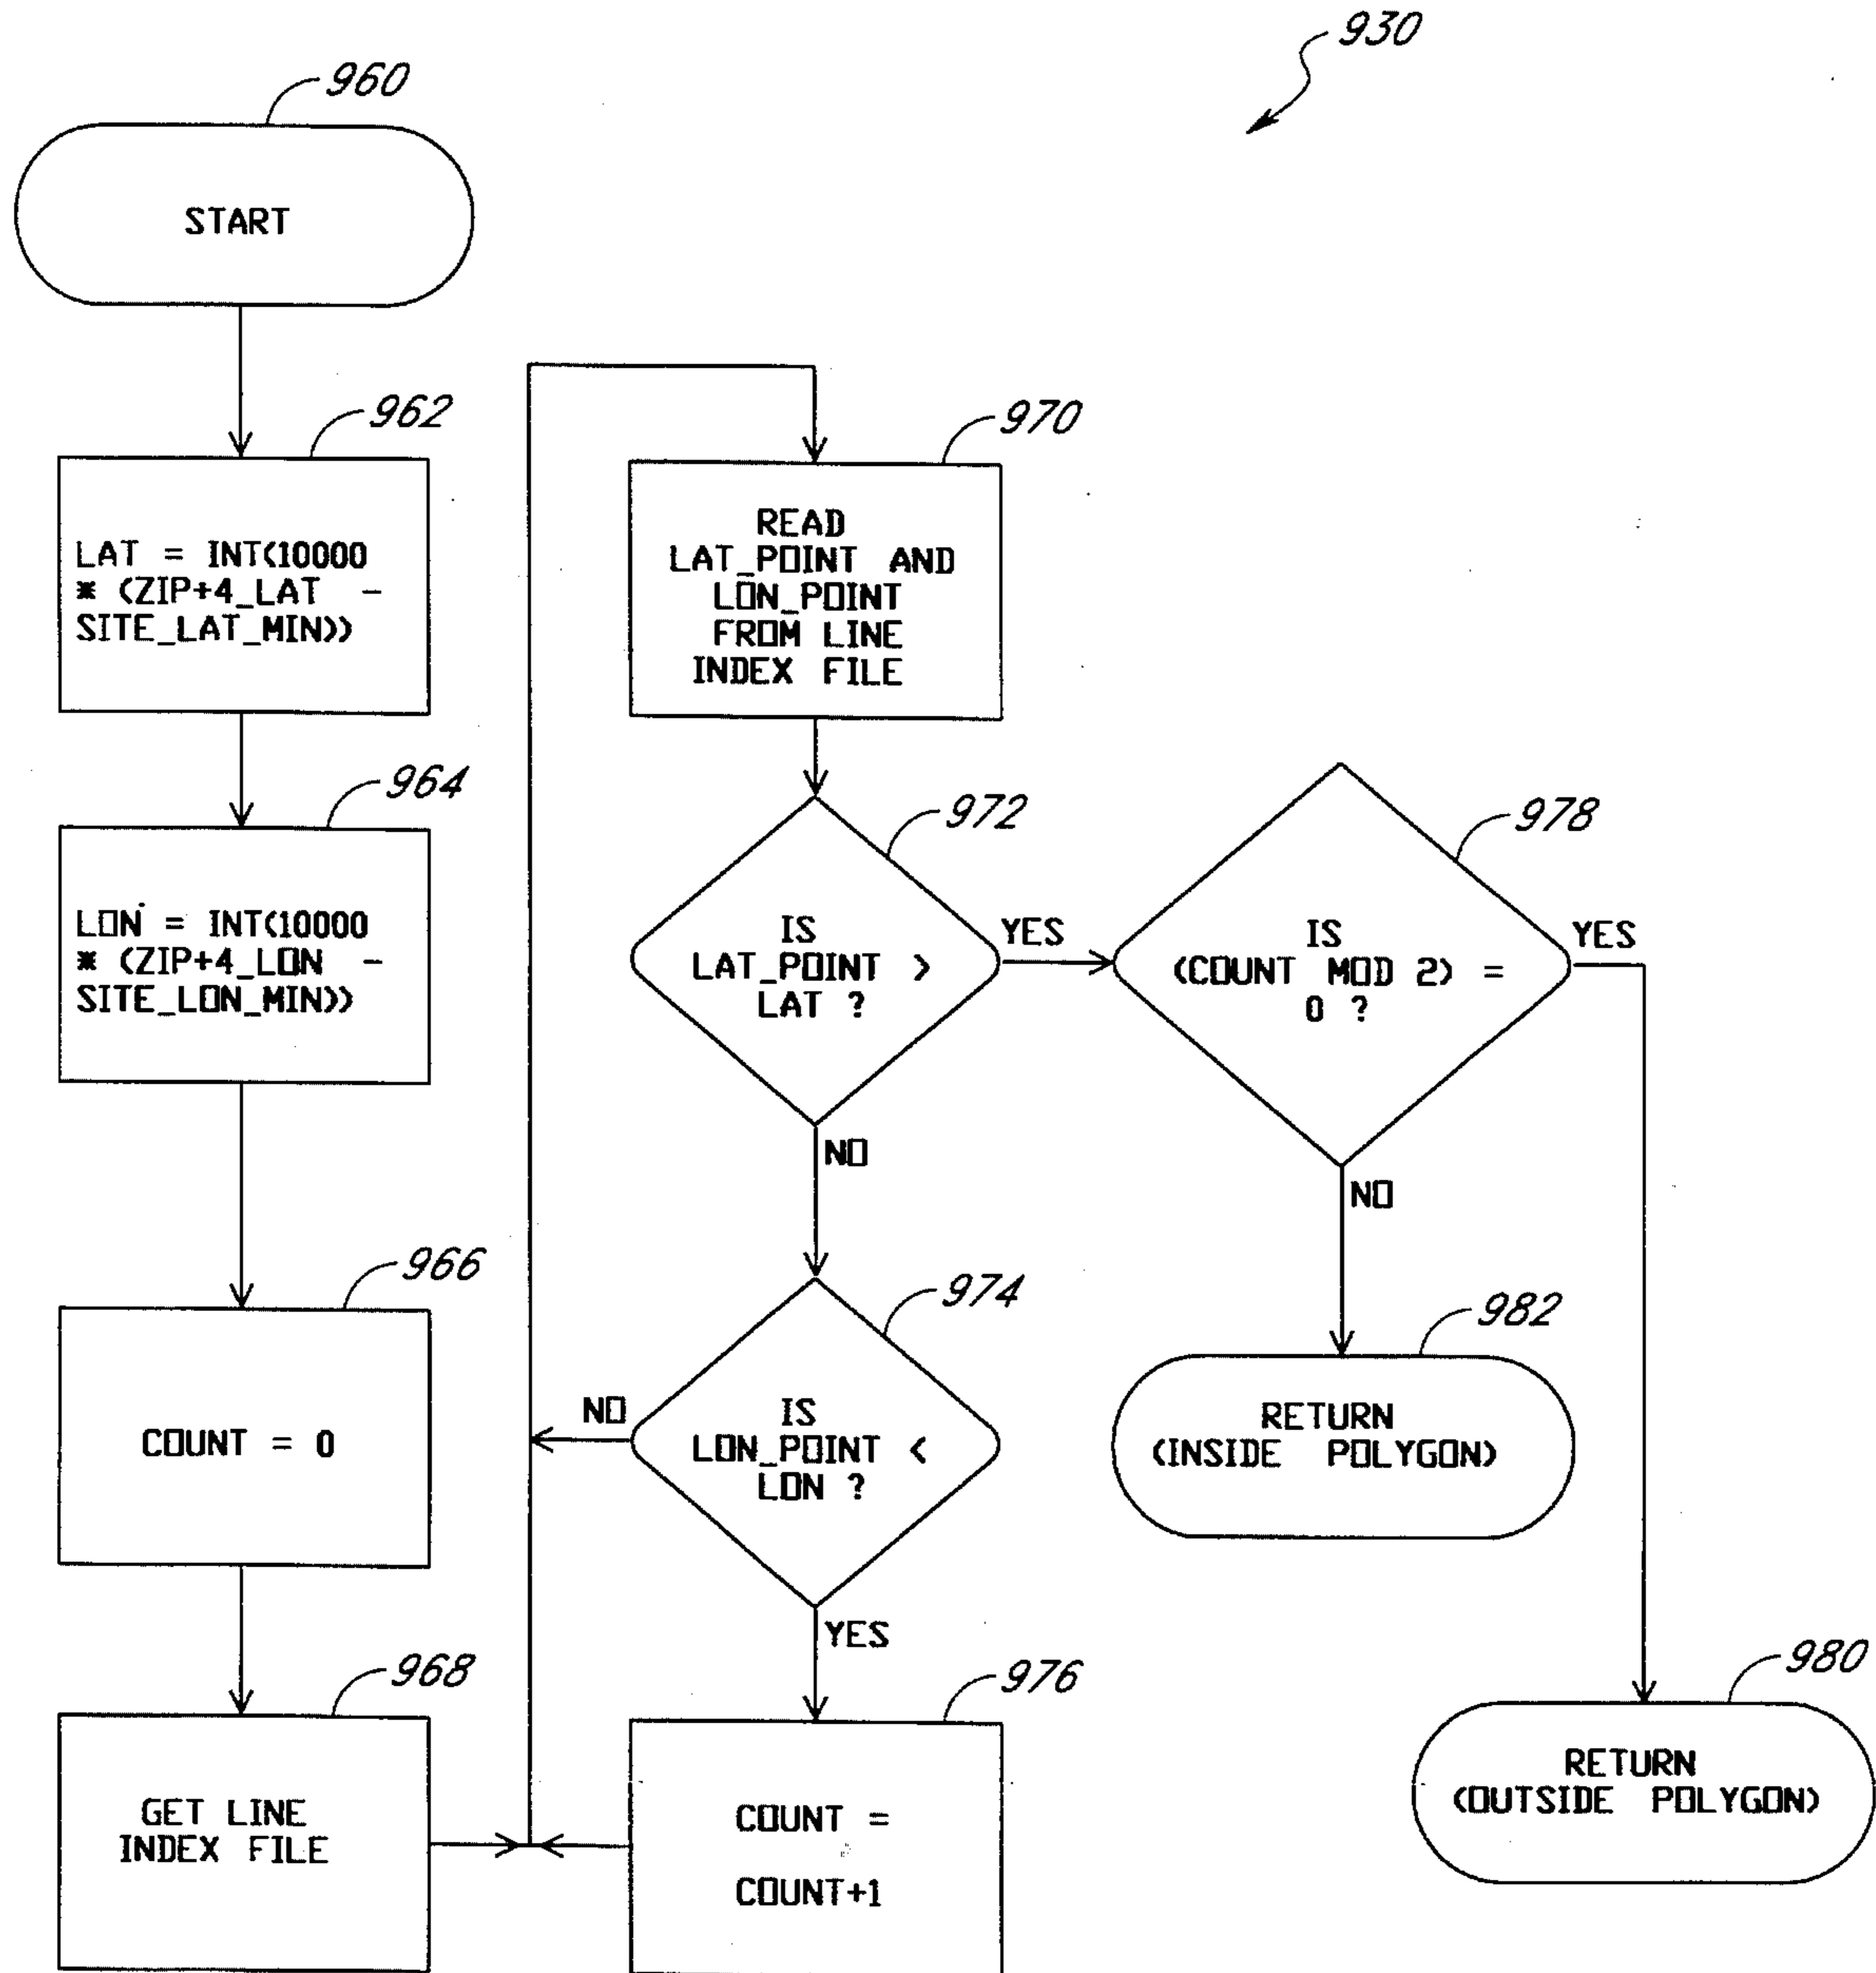 930
960
START
962
LAT = INT(10000
* (ZIP+4_LAT -
SITE_LAT_MIN))
964
LON = INT(10000
* (ZIP+4_LON -
SITE_LON_MIN))
966
COUNT = 0
968
GET LINE
INDEX FILE
970
READ
LAT_POINT AND
LON_POINT
FROM LINE
INDEX FILE
972
IS
LAT_POINT >
LAT ?
YES
NO
974
IS
LON_POINT <
LON ?
NO
YES
976
COUNT =
COUNT+1
978
IS
(COUNT MOD 2) =
0 ?
YES
NO
982
RETURN
(INSIDE POLYGON)
980
RETURN
(OUTSIDE POLYGON)